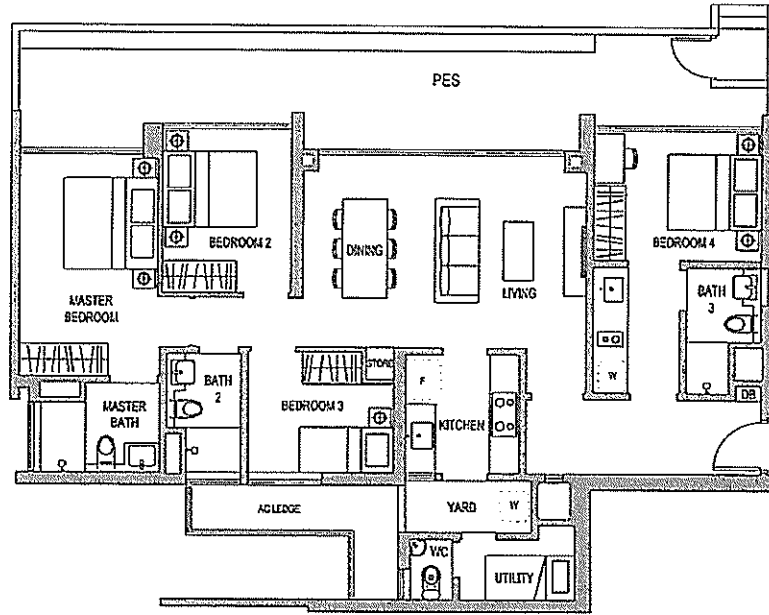 PES
BEDROOM 2
DINING
LIVING
BEDROOM 4
MASTER
BEDROOM
BATH
3
W
DB
STORE
F
BATH
2
MASTER
BATH
BEDROOM 3
KITCHEN
AC LEDGE
YARD
W
WC
UTILITY